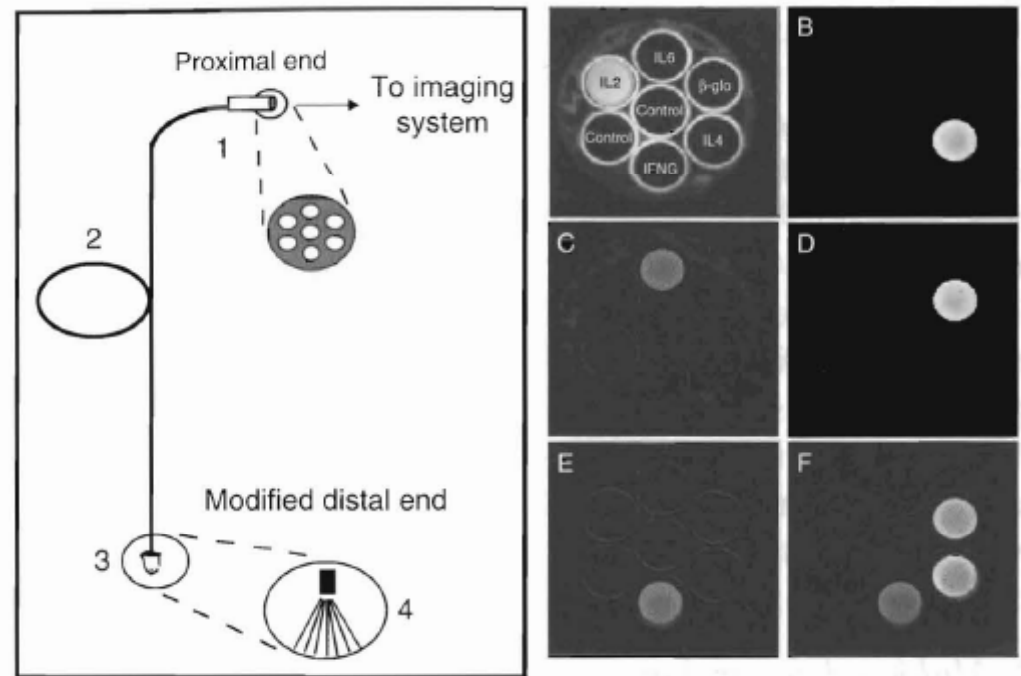 Proximal end
To imaging
system
1
2
3
Modified distal end
4
IL6
IL2
β-glo
Control
Control
IL4
IFNG
B
C
D
E
F